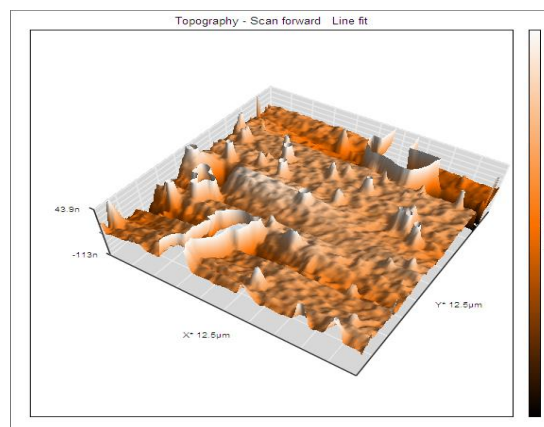 Topography - Scan forward Line fit
43.9n
-113n
X* 12.5µm
Y* 12.5µm